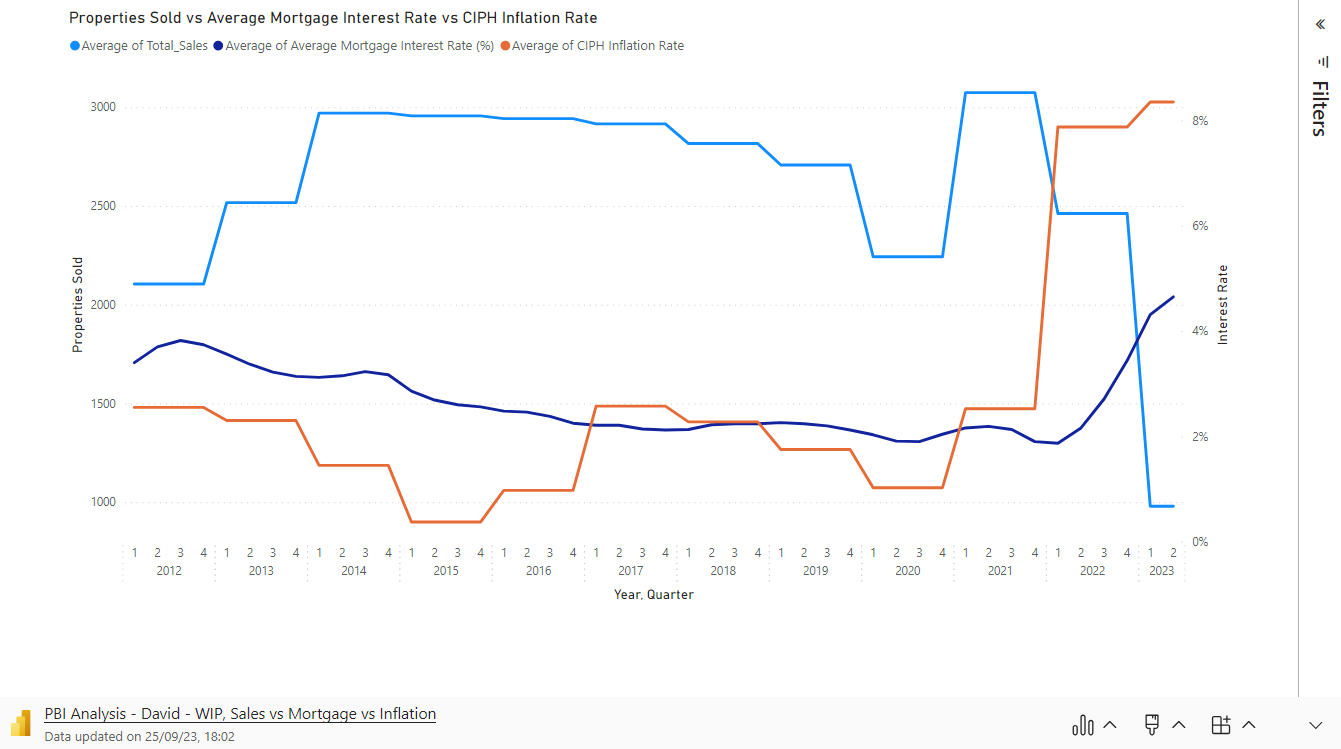 Properties Sold vs Average Mortgage Interest Rate vs CIPH Inflation Rate
Average of Total_Sales Average of Average Mortgage Interest Rate (%) Average of CIPH Inflation Rate
Filters
Properties Sold
3000
2500
2000
1500
1000
8%
6%
4%
2%
0%
Interest Rate
1 2 3 4 1 2 3 4 1 2 3 4 1 2 3 4 1 2 3 4 1 2 3 4 1 2 3 4 1 2 3 4 1 2 3 4 1 2 3 4 1 2 3 4 1 2
2012 2013 2014 2015 2016 2017 2018 2019 2020 2021 2022 2023
Year, Quarter
PBI Analysis - David - WIP, Sales vs Mortgage vs Inflation
Data updated on 25/09/23, 18:02